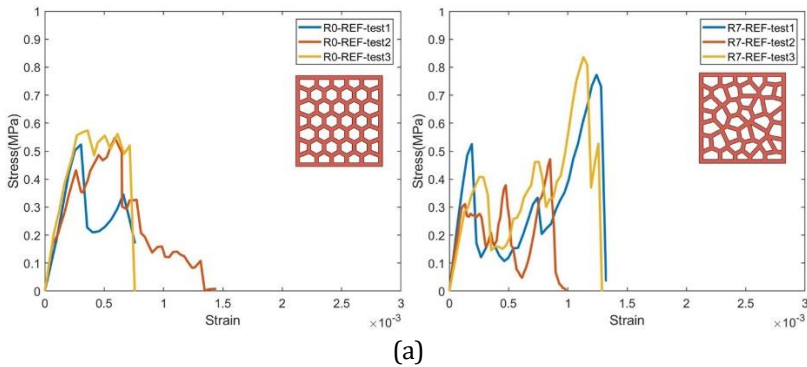 R0-REF-test1
R0-REF-test2
R0-REF-test3
Stress(MPa)
1
0.9
0.8
0.7
0.6
0.5
0.4
0.3
0.2
0.1
0
0 0.5 1 1.5 2 2.5 3
Strain
×10⁻³
R7-REF-test1
R7-REF-test2
R7-REF-test3
Stress(MPa)
1
0.9
0.8
0.7
0.6
0.5
0.4
0.3
0.2
0.1
0
0 0.5 1 1.5 2 2.5 3
Strain
×10⁻³
(a)